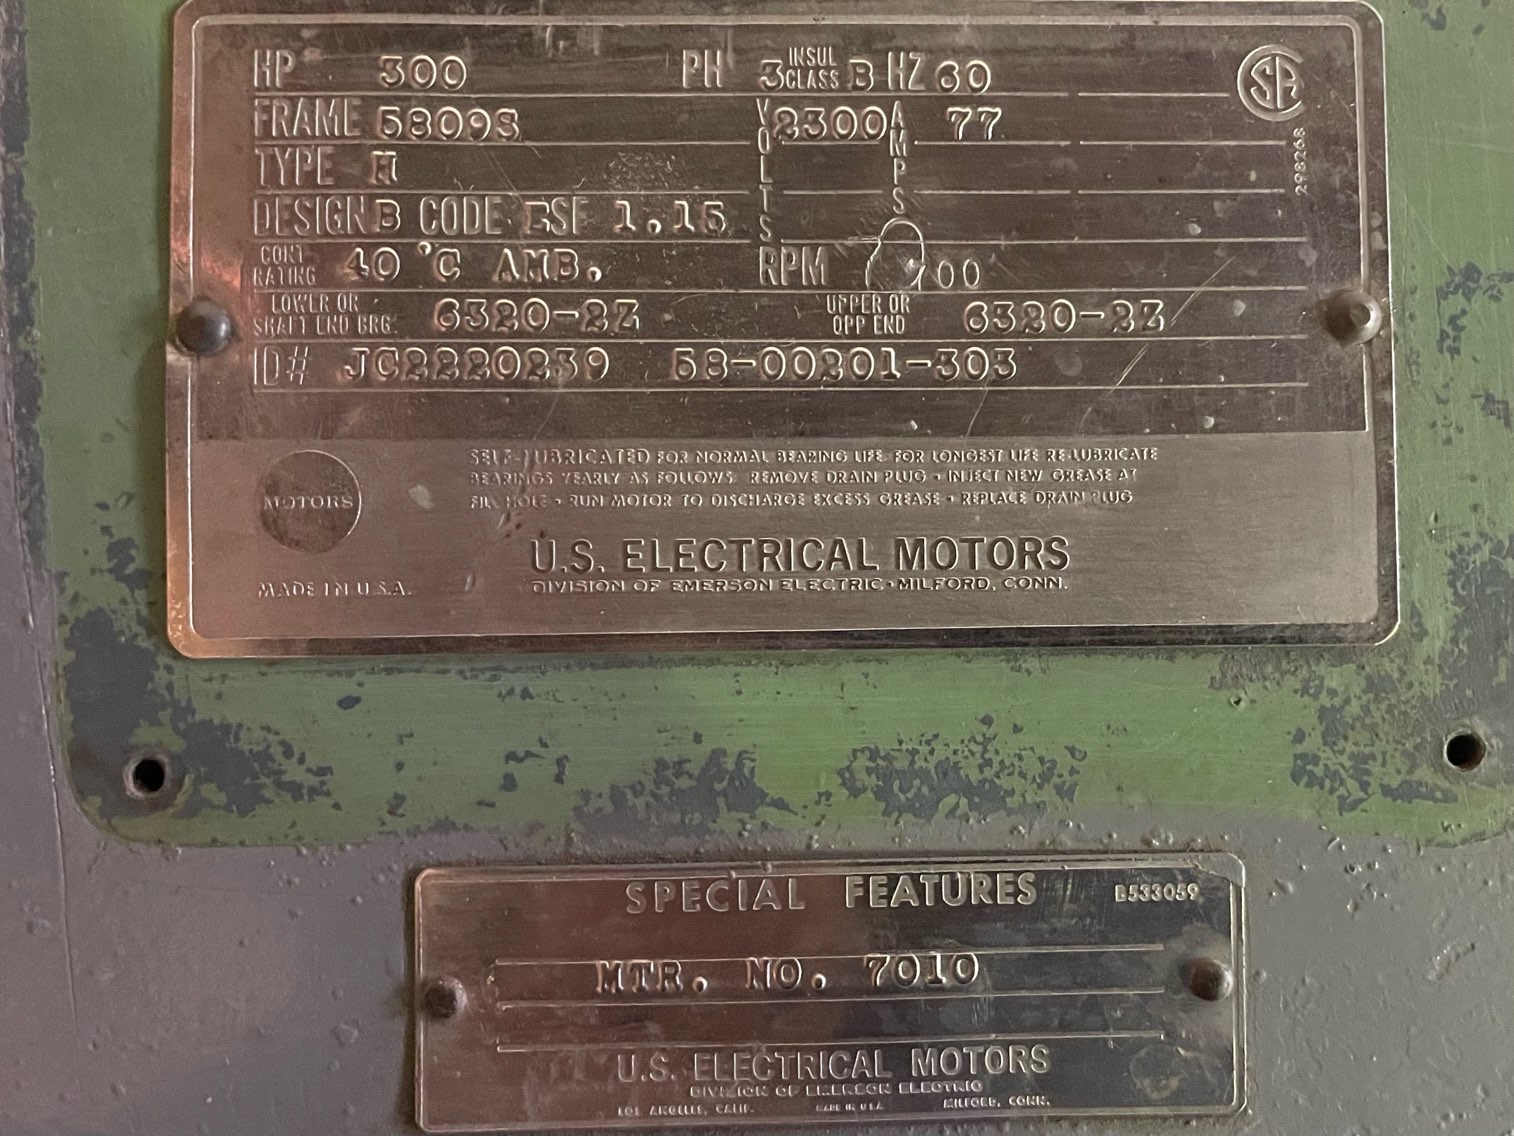 HP 300 PH 3 INSUL CLASS B HZ 60
CSA
FRAME 5809S VOLTS 2300 AMPS 77
298268
TYPE H
DESIGN B CODE E SF 1.15
CONT. RATING 40 °C AMB. RPM 00
LOWER OR SHAFT END BRG. 6320-2Z UPPER OR OPP END 6320-2Z
ID# JC2220239 58-00201-303
SELF-LUBRICATED FOR NORMAL BEARING LIFE. FOR LONGEST LIFE RE-LUBRICATE
BEARINGS YEARLY AS FOLLOWS. REMOVE DRAIN PLUG • INJECT NEW GREASE AT
FILL HOLE • RUN MOTOR TO DISCHARGE EXCESS GREASE • REPLACE DRAIN PLUG
MOTORS
U.S. ELECTRICAL MOTORS
MADE IN U.S.A. DIVISION OF EMERSON ELECTRIC • MILFORD, CONN.
SPECIAL FEATURES B533059
MTR. NO. 7010
U.S. ELECTRICAL MOTORS
DIVISION OF EMERSON ELECTRIC
LOS ANGELES, CALIF. MADE IN U.S.A. MILFORD, CONN.